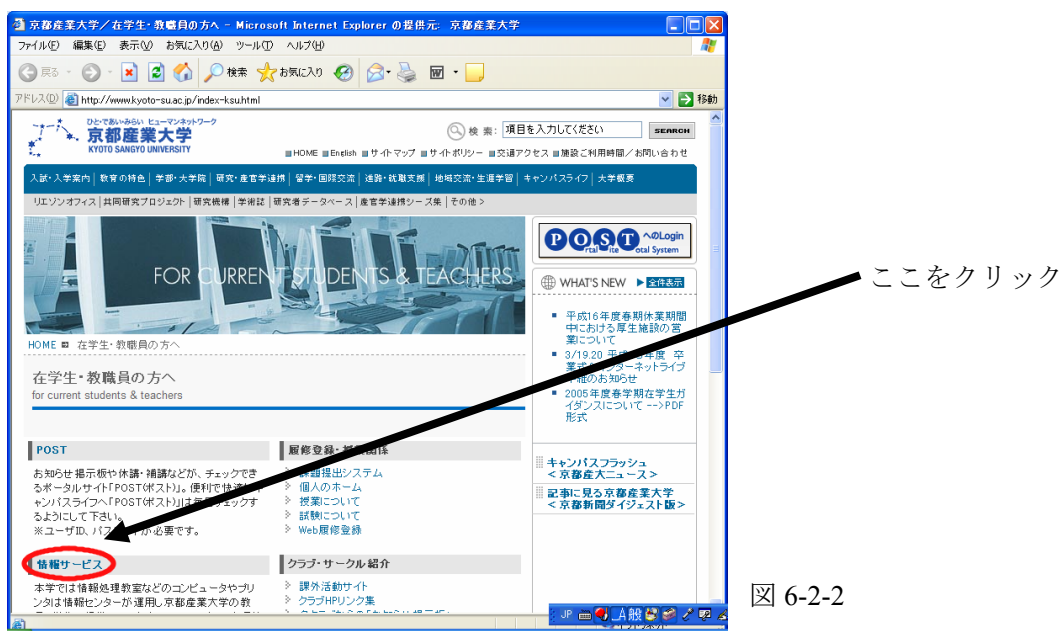 京都産業大学/在学生・教職員の方へ - Microsoft Internet Explorer の提供元: 京都産業大学
ファイル(F) 編集(E) 表示(V) お気に入り(A) ツール(T) ヘルプ(H)
戻る 検索 お気に入り
アドレス(D) http://www.kyoto-su.ac.jp/index-ksu.html 移動
ひと・であい・みらい ヒューマンネットワーク
京都産業大学
KYOTO SANGYO UNIVERSITY
検 索: 項目を入力してください SEARCH
HOME English サイトマップ サイトポリシー 交通アクセス 施設ご利用時間/お問い合わせ
入試・入学案内 | 教育の特色 | 学部・大学院 | 研究・産官学連携 | 留学・国際交流 | 進路・就職支援 | 地域交流・生涯学習 | キャンパスライフ | 大学概要
リエゾンオフィス | 共同研究プロジェクト | 研究機構 | 学術誌 | 研究者データベース | 産官学連携シーズ集 | その他 >
FOR CURRENT STUDENTS & TEACHERS
POST へのLogin
Portal Site Total System
WHAT'S NEW 全件表示
平成16年度春期休業期間
中における厚生施設の営
業について
3/19.20 平成 年度 卒
業式 インターネットライブ
中継のお知らせ
2005年度春学期在学生ガ
イダンスについて -->PDF
形式
キャンパスフラッシュ
<京都産大ニュース>
記事に見る京都産業大学
<京都新聞ダイジェスト版>
HOME 在学生・教職員の方へ
在学生・教職員の方へ
for current students & teachers
POST
お知らせ掲示板や休講・補講などが、チェックでき
るポータルサイト「POST(ポスト)」。便利で快適な
キャンパスライフへ「POST(ポスト)」は毎日チェックす
るようにして下さい。
※ユーザID、パスワードが必要です。
情報サービス
本学では情報処理教室などのコンピュータやプリ
ンタは情報センターが運用し京都産業大学の教
履修登録・授業関係
課題提出システム
個人のホーム
授業について
試験について
Web履修登録
クラブ・サークル紹介
課外活動サイト
クラブHPリンク集
JP A 般
ここをクリック
図 6-2-2